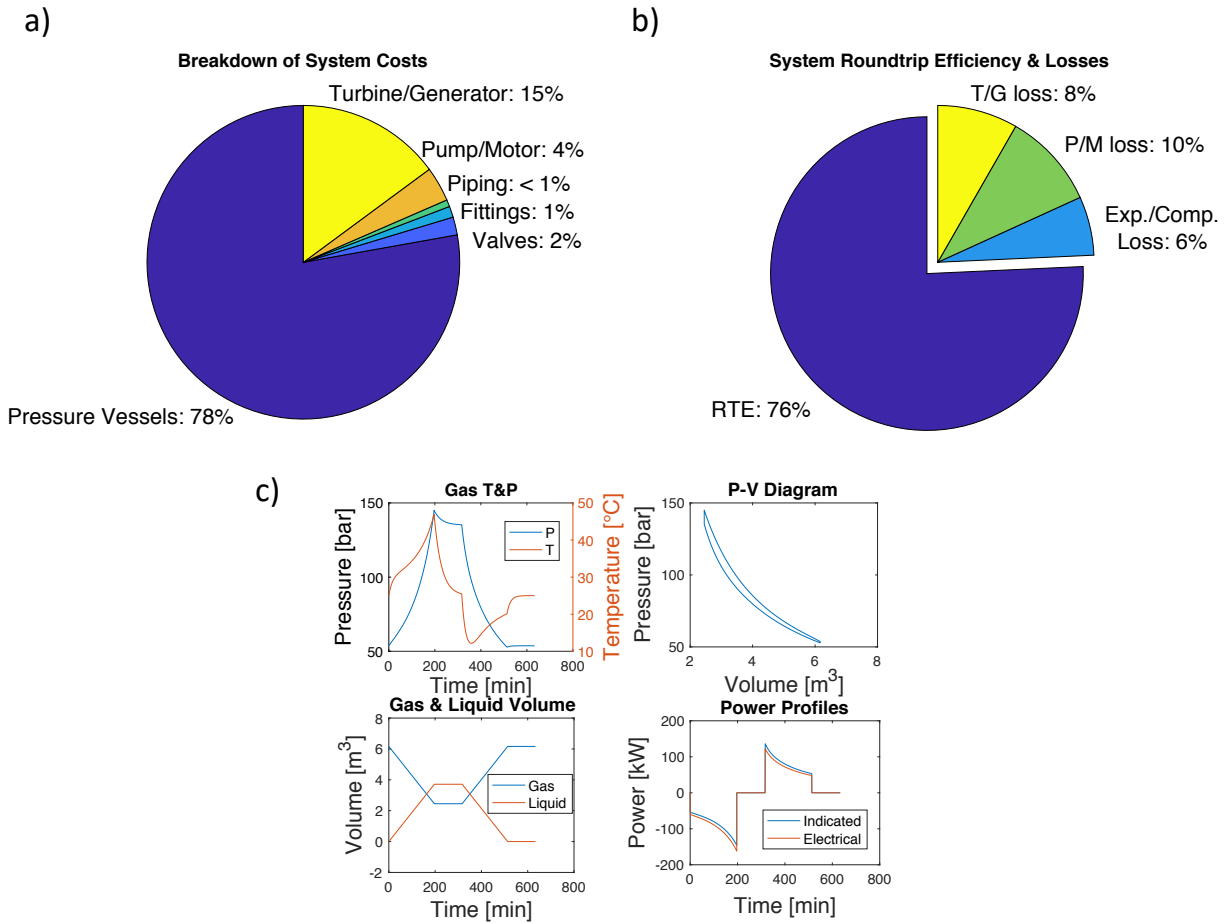 a)
Breakdown of System Costs
Turbine/Generator: 15%
Pump/Motor: 4%
Piping: < 1%
Fittings: 1%
Valves: 2%
Pressure Vessels: 78%
b)
System Roundtrip Efficiency & Losses
T/G loss: 8%
P/M loss: 10%
Exp./Comp.
Loss: 6%
RTE: 76%
c)
Gas T&P
Pressure [bar]
150
100
50
Temperature [°C]
50
40
30
20
10
P
T
0 200 400 600 800
Time [min]
P-V Diagram
Pressure [bar]
150
100
50
2 4 6 8
Volume [m³]
Gas & Liquid Volume
Volume [m³]
8
6
4
2
0
-2
Gas
Liquid
0 200 400 600 800
Time [min]
Power Profiles
Power [kW]
200
100
0
-100
-200
Indicated
Electrical
0 200 400 600 800
Time [min]